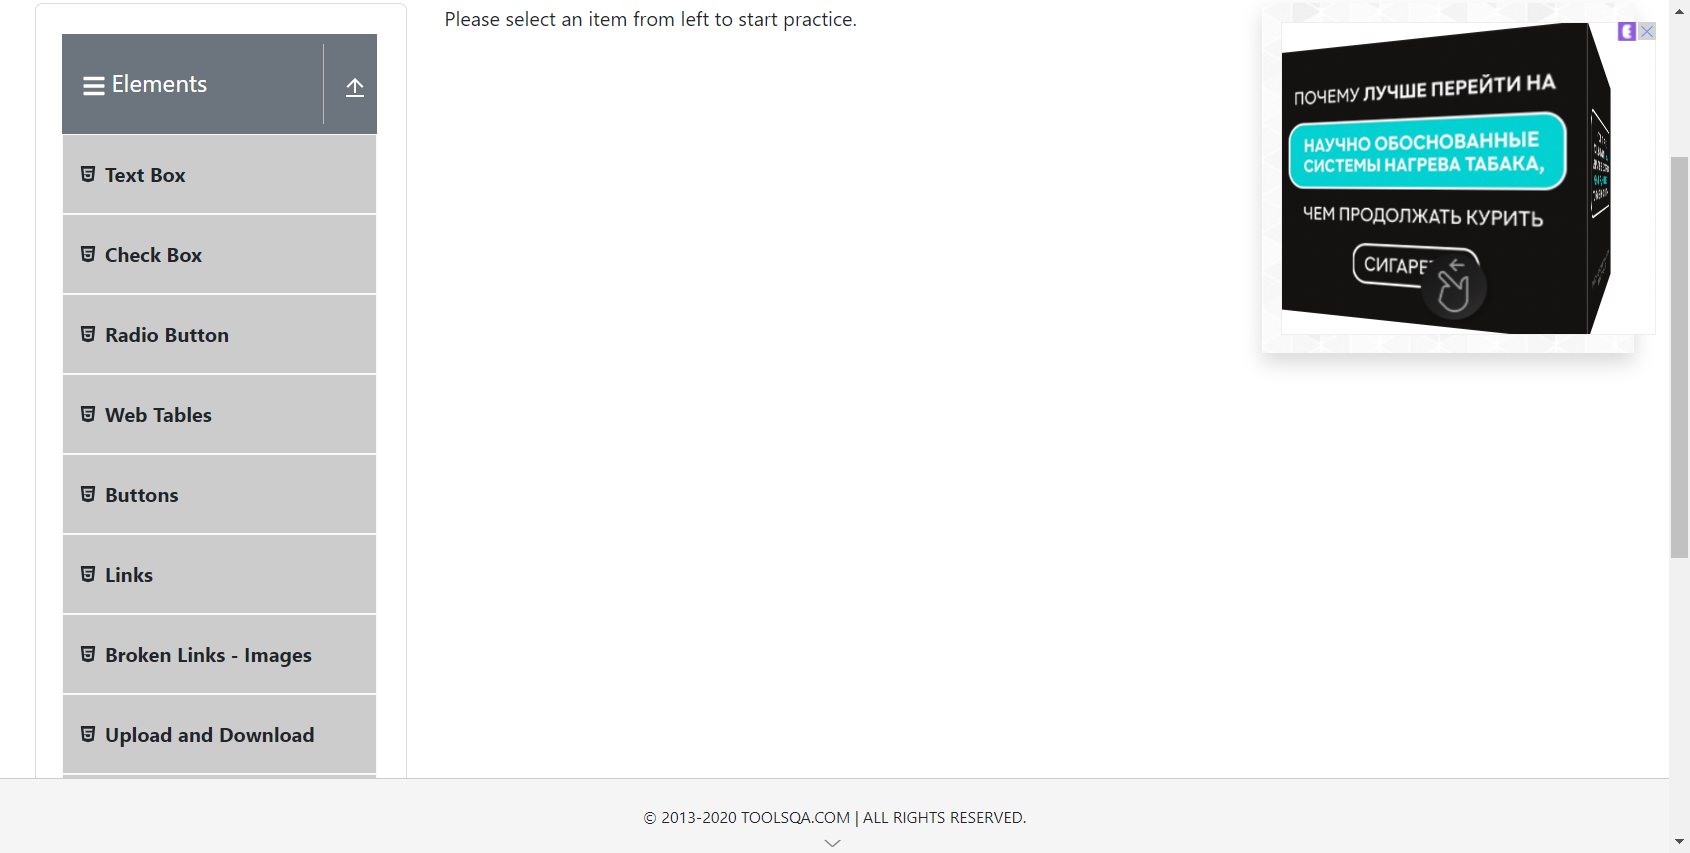 Please select an item from left to start practice.
Elements
Text Box
Check Box
Radio Button
Web Tables
Buttons
Links
Broken Links - Images
Upload and Download
ПОЧЕМУ ЛУЧШЕ ПЕРЕЙТИ НА
НАУЧНО ОБОСНОВАННЫЕ
СИСТЕМЫ НАГРЕВА ТАБАКА,
ЧЕМ ПРОДОЛЖАТЬ КУРИТЬ
© 2013-2020 TOOLSQA.COM | ALL RIGHTS RESERVED.